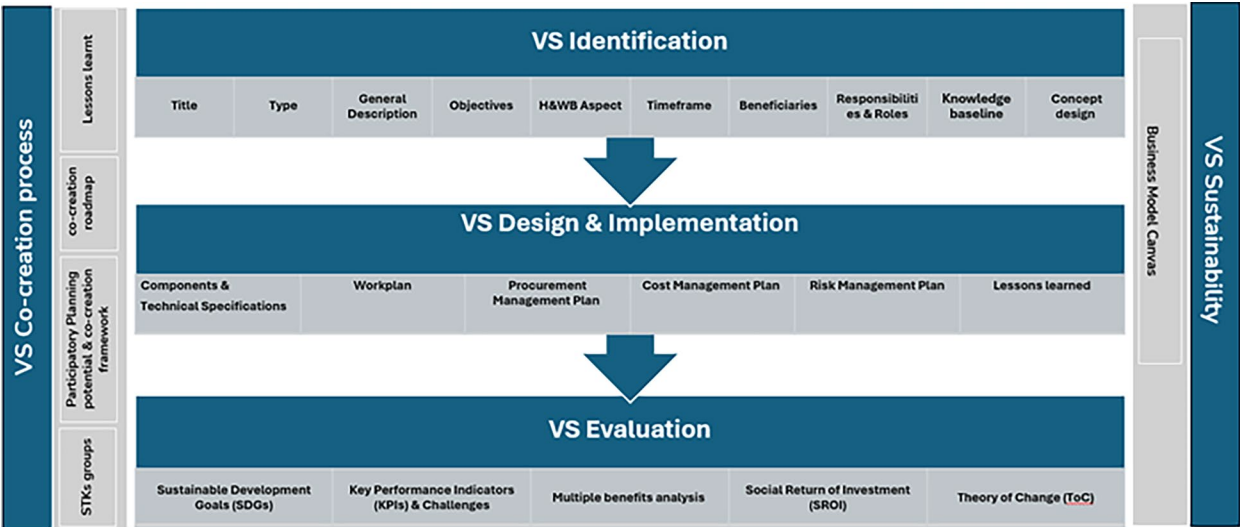 VS Co-creation process
Lessons learnt
co-creation
roadmap
Participatory Planning
potential & co-creation
framework
STKs groups
VS Identification
Title
Type
General
Description
Objectives
H&WB Aspect
Timeframe
Beneficiaries
Responsibiliti
es & Roles
Knowledge
baseline
Concept
design
VS Design & Implementation
Components &
Technical Specifications
Workplan
Procurement
Management Plan
Cost Management Plan
Risk Management Plan
Lessons learned
VS Evaluation
Sustainable Development
Goals (SDGs)
Key Performance Indicators
(KPIs) & Challenges
Multiple benefits analysis
Social Return of Investment
(SROI)
Theory of Change (ToC)
Business Model Canvas
VS Sustainability